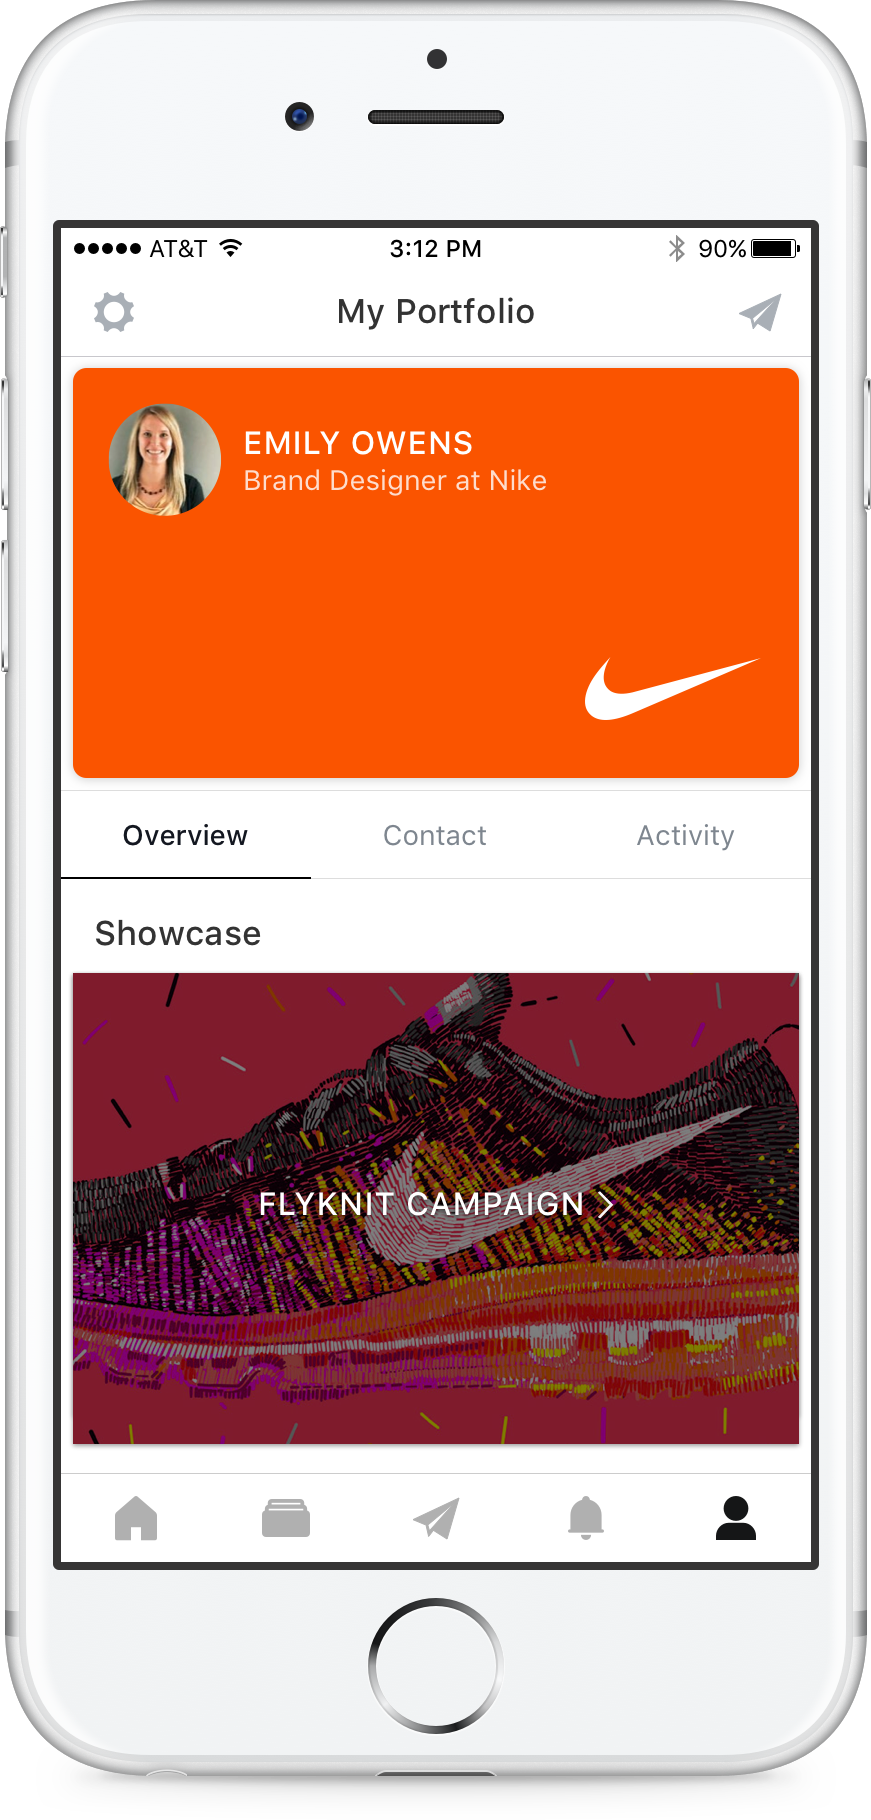 AT&T 3:12 PM 90%
My Portfolio
EMILY OWENS
Brand Designer at Nike
Overview Contact Activity
Showcase
FLYKNIT CAMPAIGN